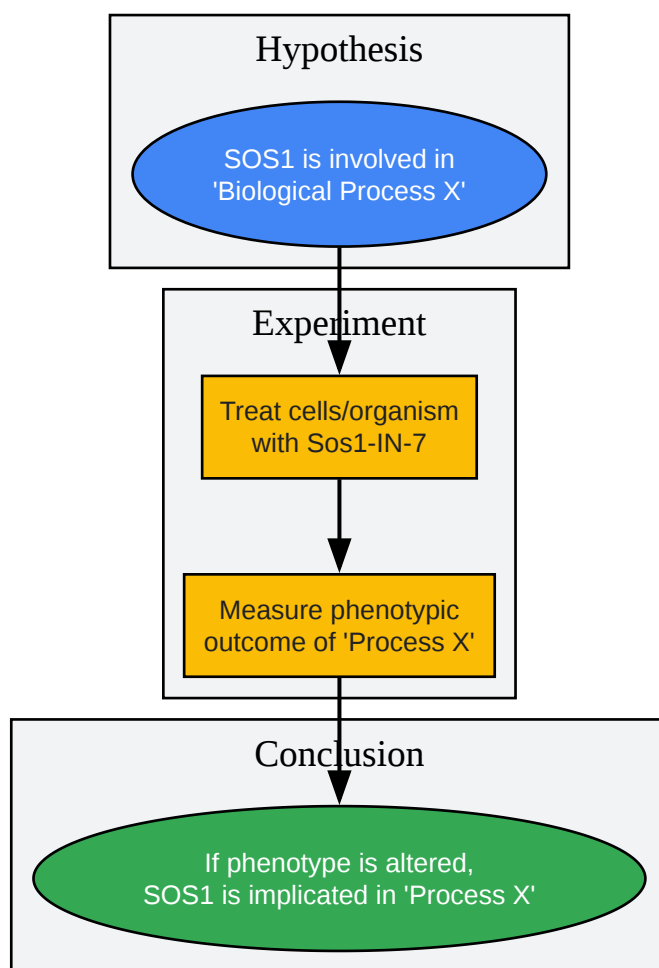 Hypothesis
SOS1 is involved in
'Biological Process X'
Experiment
Treat cells/organism
with Sos1-IN-7
Measure phenotypic
outcome of 'Process X'
Conclusion
If phenotype is altered,
SOS1 is implicated in 'Process X'